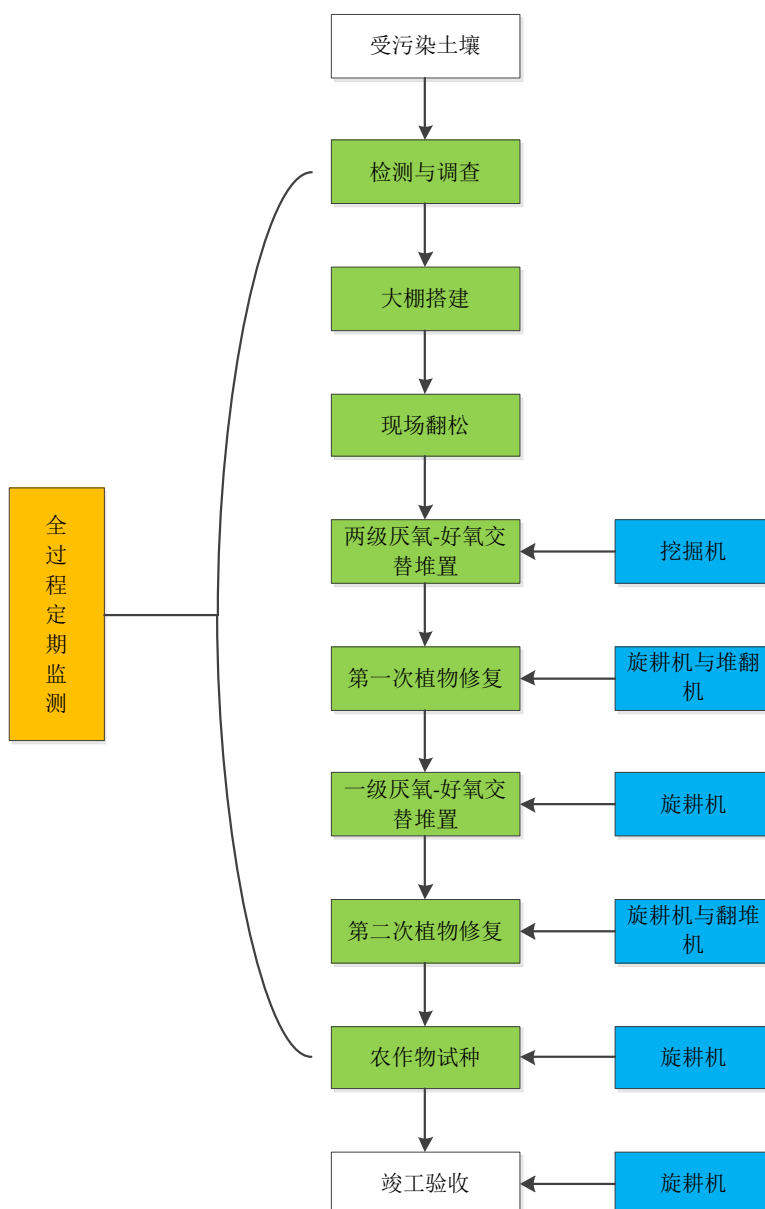 受污染土壤
检测与调查
大棚搭建
现场翻松
全
过
程
定
期
监
测
两级厌氧-好氧交
替堆置
挖掘机
第一次植物修复
旋耕机与堆翻
机
一级厌氧-好氧交
替堆置
旋耕机
第二次植物修复
旋耕机与翻堆
机
农作物试种
旋耕机
竣工验收
旋耕机